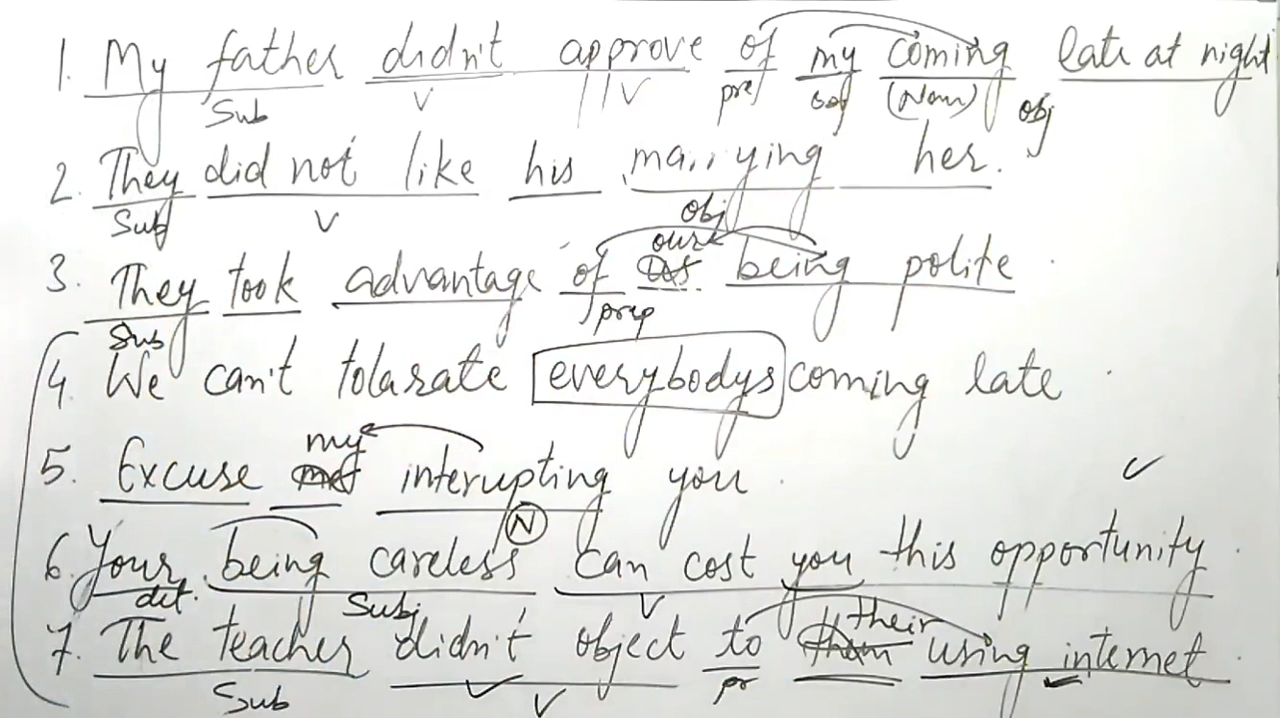 1. My father didn't approve of my coming late at night
Sub V V pre (Noun) obj
2. They did not like his marrying her.
Sub V obj
our
3. They took advantage of being polite .
Sub prep
4. We can't tolarate everybodys coming late .
my
5. Excuse interupting you .
N
6. Your being careless can cost you this opportunity .
det. Subj V
their
7. The teacher didn't object to them using internet .
Sub V pr